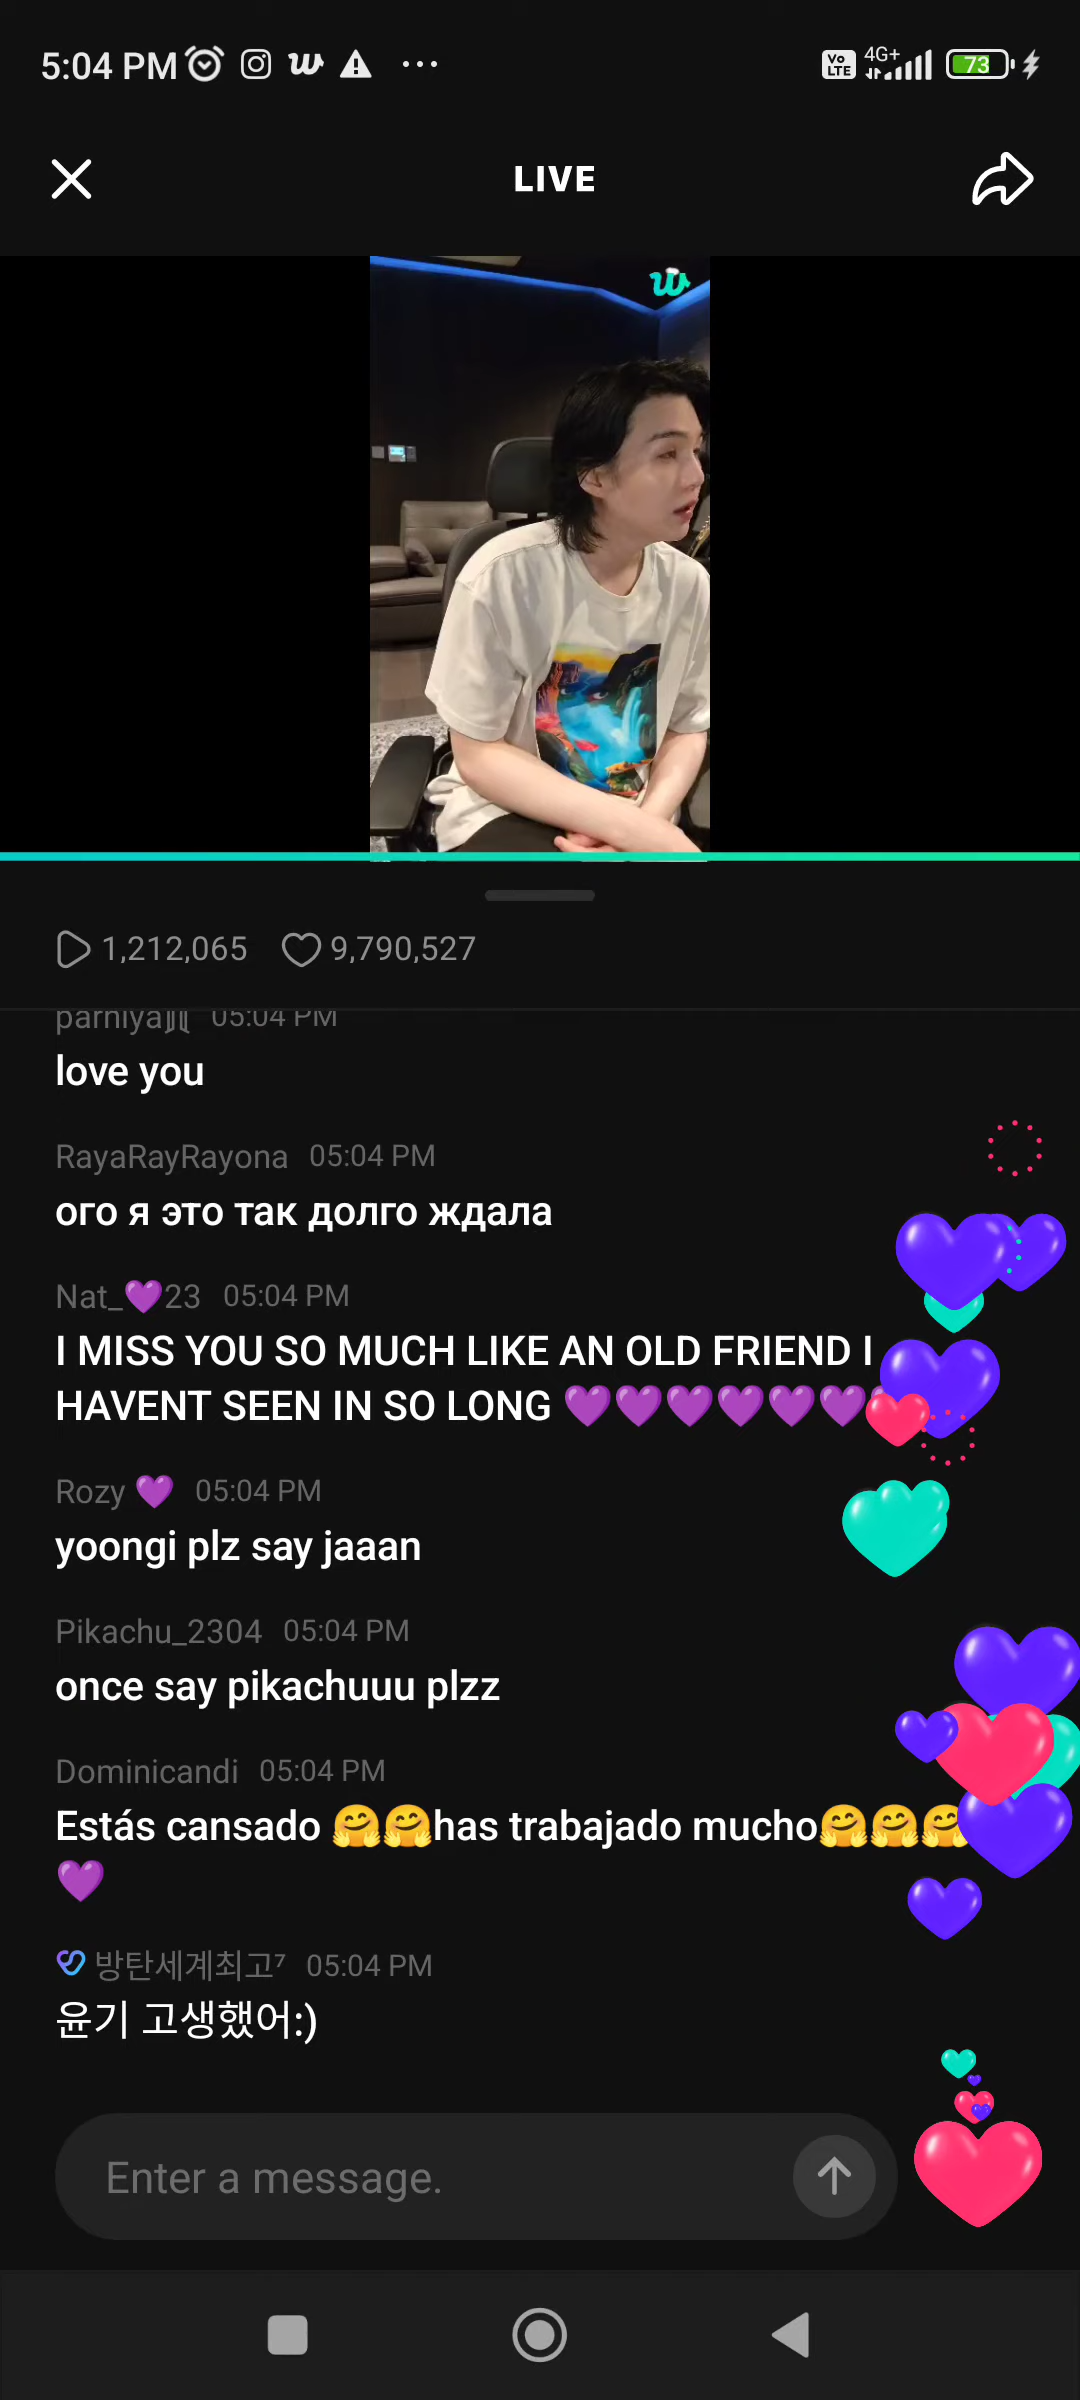 5:04 PM
Vo LTE 4G+ 73
LIVE
w
1,212,065 9,790,527
parniya 05:04 PM
love you
RayaRayRayona 05:04 PM
ого я это так долго ждала
Nat_💜23 05:04 PM
I MISS YOU SO MUCH LIKE AN OLD FRIEND I
HAVENT SEEN IN SO LONG 💜💜💜💜💜💜
Rozy 💜 05:04 PM
yoongi plz say jaaan
Pikachu_2304 05:04 PM
once say pikachuuu plzz
Dominicandi 05:04 PM
Estás cansado 🤗🤗has trabajado mucho🤗🤗🤗
💜
방탄세계최고⁷ 05:04 PM
윤기 고생했어:)
Enter a message.